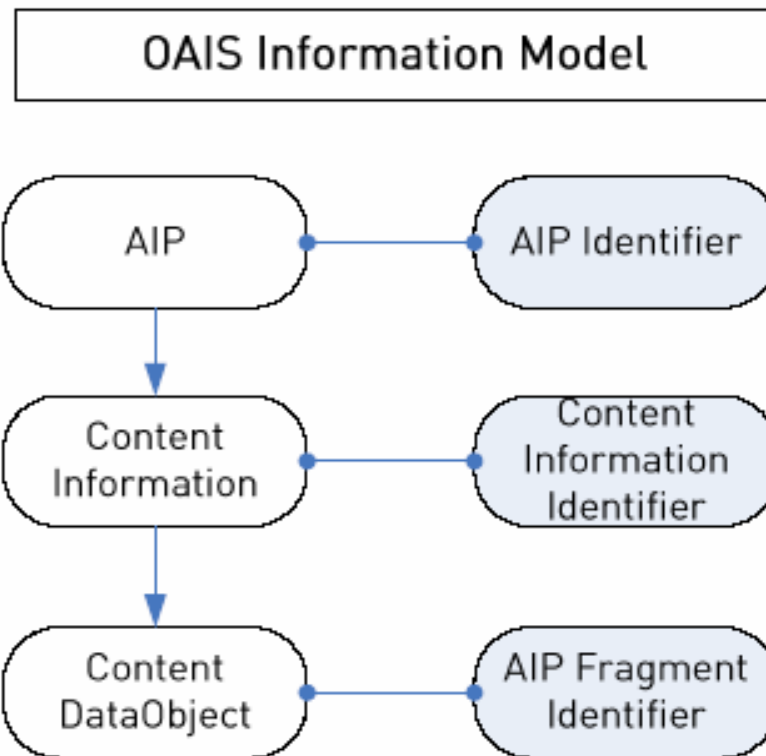 OAIS Information Model
AIP
AIP Identifier
Content
Information
Content
Information
Identifier
Content
DataObject
AIP Fragment
Identifier